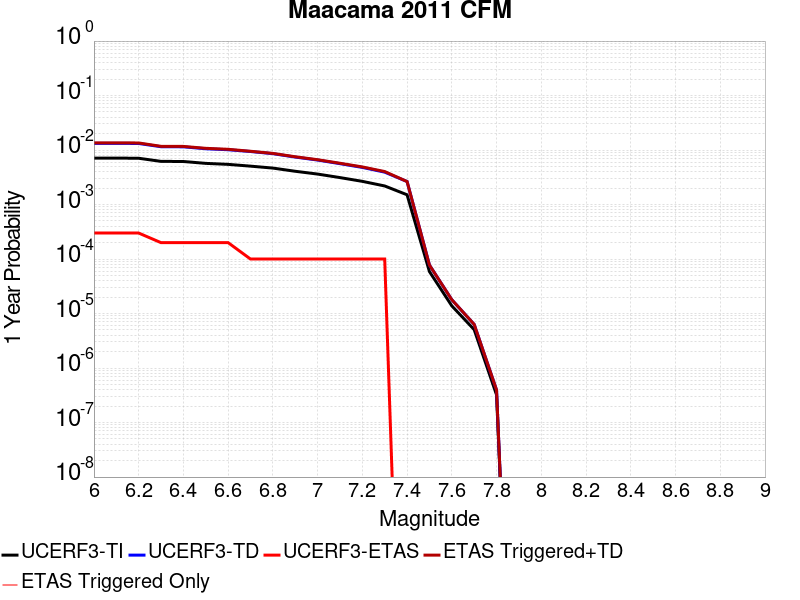 Maacama 2011 CFM
10^0
10^-1
10^-2
10^-3
10^-4
10^-5
10^-6
10^-7
10^-8
1 Year Probability
6 6.2 6.4 6.6 6.8 7 7.2 7.4 7.6 7.8 8 8.2 8.4 8.6 8.8 9
Magnitude
UCERF3-TI UCERF3-TD UCERF3-ETAS ETAS Triggered+TD
ETAS Triggered Only